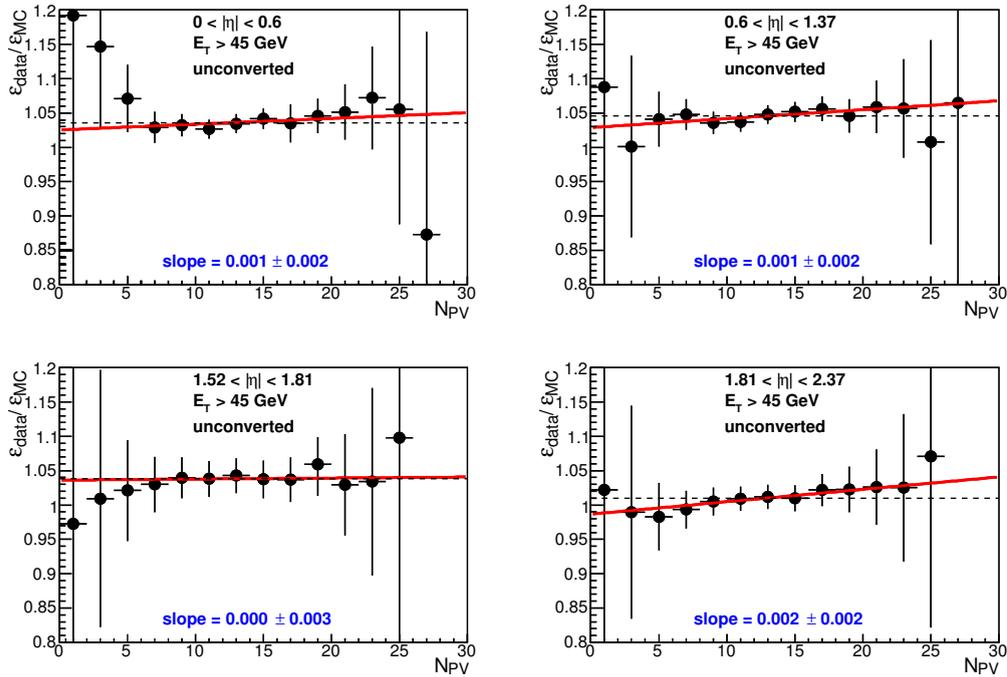 ε_data/ε_MC
1.2
1.15
1.1
1.05
1
0.95
0.9
0.85
0.8
0 < |η| < 0.6
E_T > 45 GeV
unconverted
slope = 0.001 ± 0.002
0 5 10 15 20 25 30
N_PV
ε_data/ε_MC
1.2
1.15
1.1
1.05
1
0.95
0.9
0.85
0.8
0.6 < |η| < 1.37
E_T > 45 GeV
unconverted
slope = 0.001 ± 0.002
0 5 10 15 20 25 30
N_PV
ε_data/ε_MC
1.2
1.15
1.1
1.05
1
0.95
0.9
0.85
0.8
1.52 < |η| < 1.81
E_T > 45 GeV
unconverted
slope = 0.000 ± 0.003
0 5 10 15 20 25 30
N_PV
ε_data/ε_MC
1.2
1.15
1.1
1.05
1
0.95
0.9
0.85
0.8
1.81 < |η| < 2.37
E_T > 45 GeV
unconverted
slope = 0.002 ± 0.002
0 5 10 15 20 25 30
N_PV